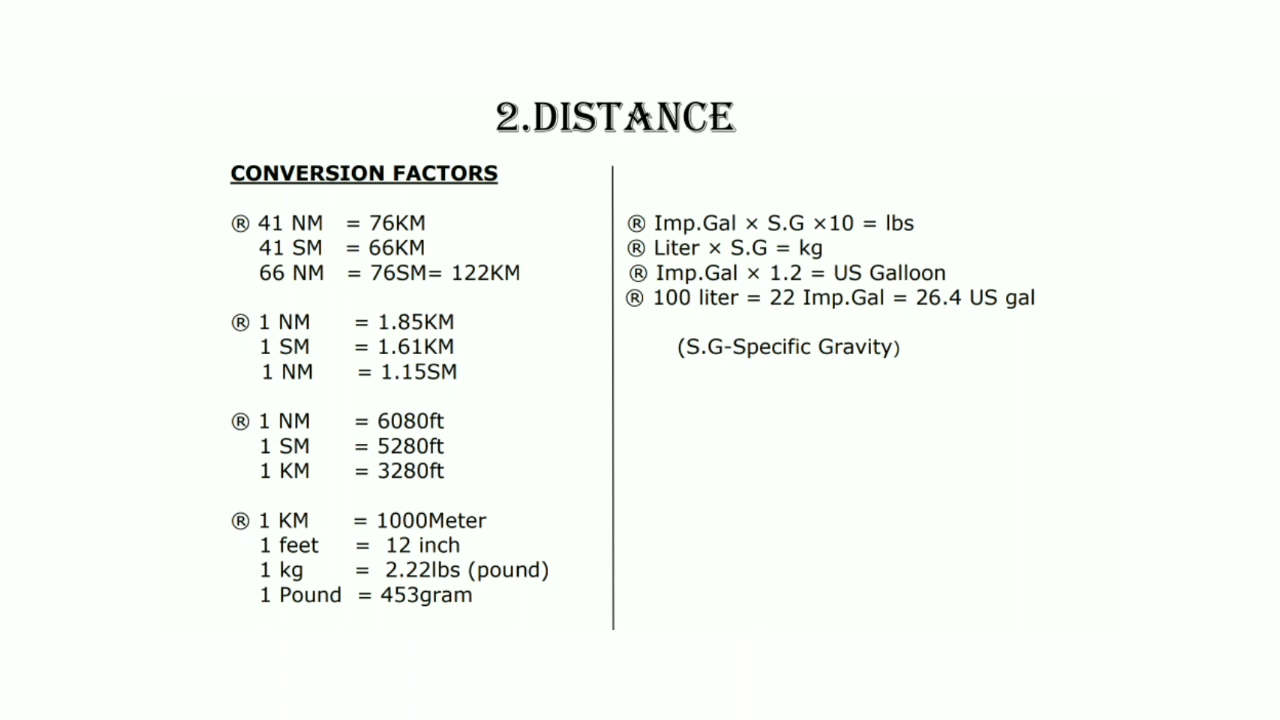 2.DISTANCE
CONVERSION FACTORS
® 41 NM = 76KM
41 SM = 66KM
66 NM = 76SM= 122KM
® 1 NM = 1.85KM
1 SM = 1.61KM
1 NM = 1.15SM
® 1 NM = 6080ft
1 SM = 5280ft
1 KM = 3280ft
® 1 KM = 1000Meter
1 feet = 12 inch
1 kg = 2.22lbs (pound)
1 Pound = 453gram
® Imp.Gal × S.G ×10 = lbs
® Liter × S.G = kg
® Imp.Gal × 1.2 = US Galloon
® 100 liter = 22 Imp.Gal = 26.4 US gal
(S.G-Specific Gravity)